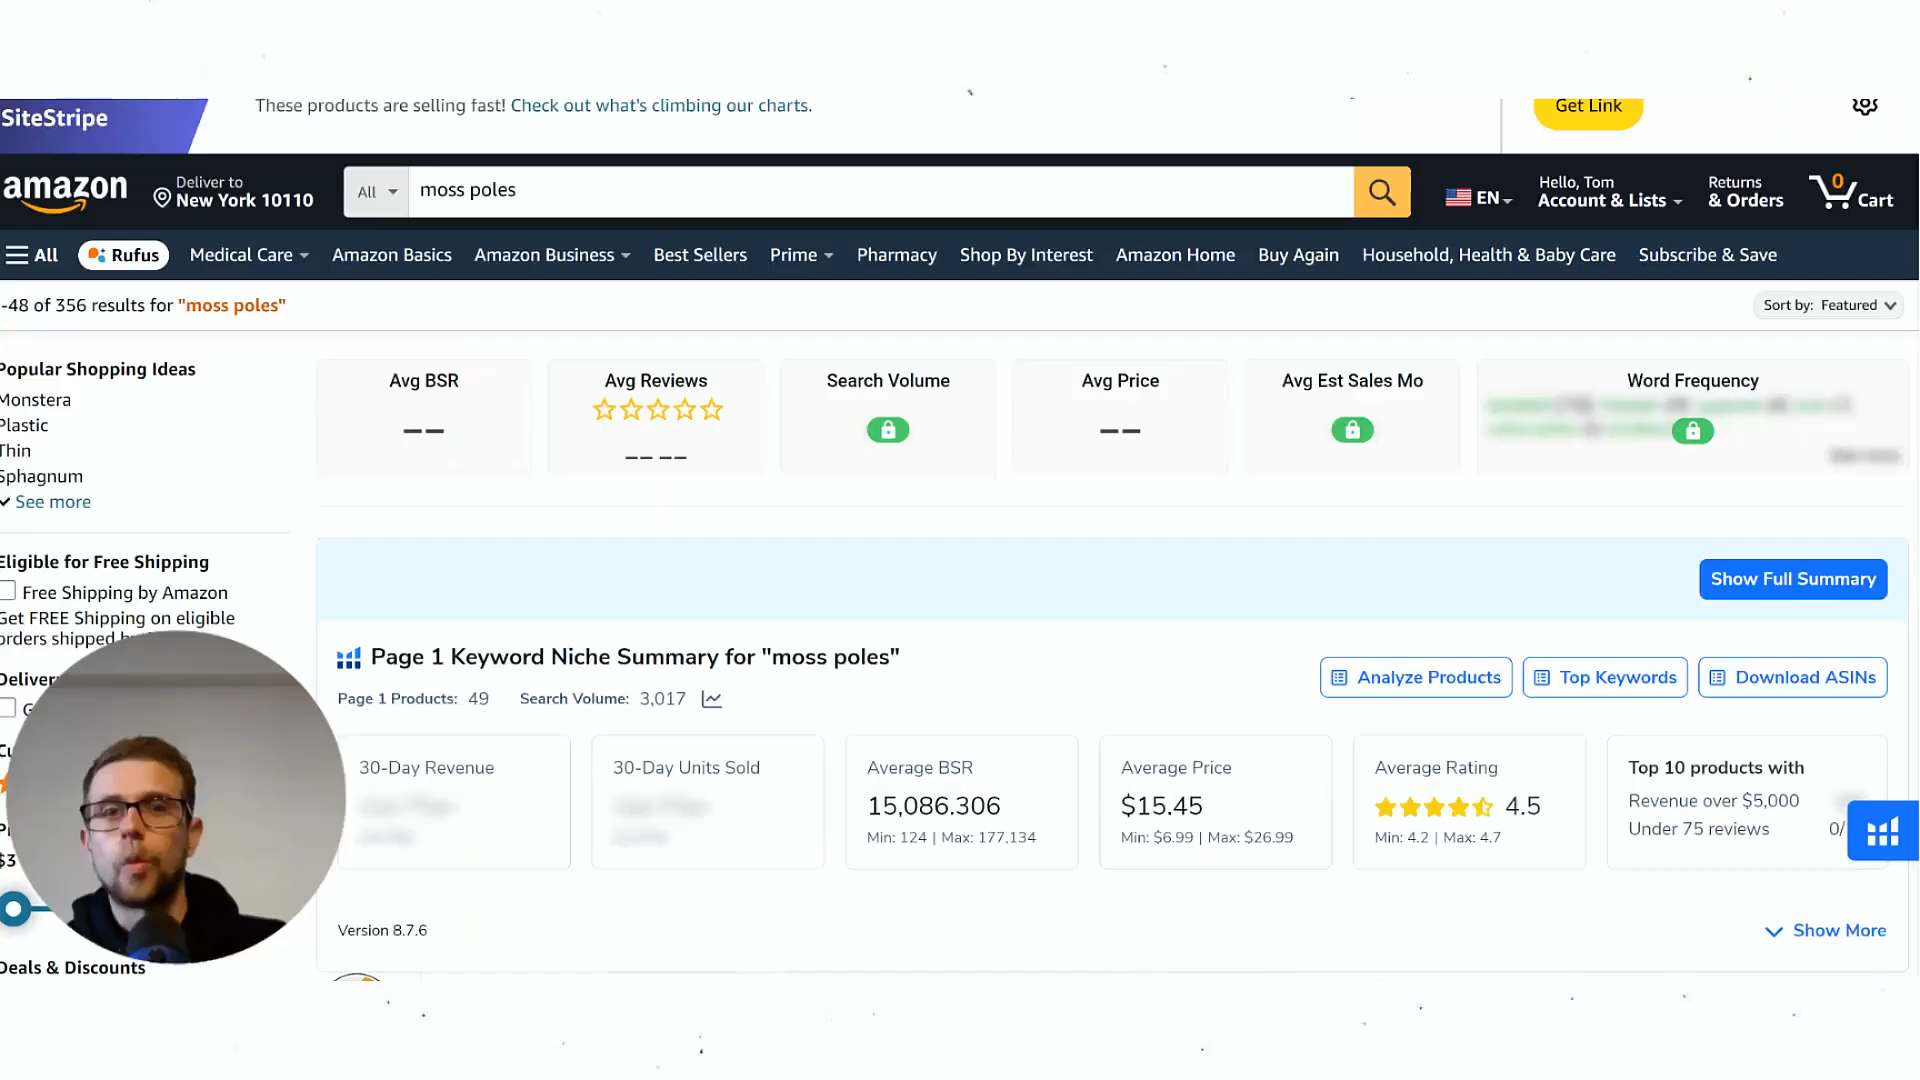 These products are selling fast! Check out what's climbing our charts.
Get Link
SiteStripe
amazon
Deliver to
New York 10110
All
moss poles
EN
Hello, Tom
Account & Lists
Returns
& Orders
0
Cart
All
Rufus
Medical Care
Amazon Basics
Amazon Business
Best Sellers
Prime
Pharmacy
Shop By Interest
Amazon Home
Buy Again
Household, Health & Baby Care
Subscribe & Save
-48 of 356 results for "moss poles"
Sort by: Featured
Popular Shopping Ideas
Monstera
Plastic
Thin
Sphagnum
See more
Eligible for Free Shipping
Free Shipping by Amazon
Get FREE Shipping on eligible
orders shipped
Avg BSR
--
Avg Reviews
-- --
Search Volume
Avg Price
--
Avg Est Sales Mo
Word Frequency
Show Full Summary
Page 1 Keyword Niche Summary for "moss poles"
Page 1 Products: 49
Search Volume: 3,017
Analyze Products
Top Keywords
Download ASINs
30-Day Revenue
30-Day Units Sold
Average BSR
15,086.306
Min: 124 | Max: 177,134
Average Price
$15.45
Min: $6.99 | Max: $26.99
Average Rating
4.5
Min: 4.2 | Max: 4.7
Top 10 products with
Revenue over $5,000
Under 75 reviews
0/
$3
Version 8.7.6
Show More
Deals & Discounts